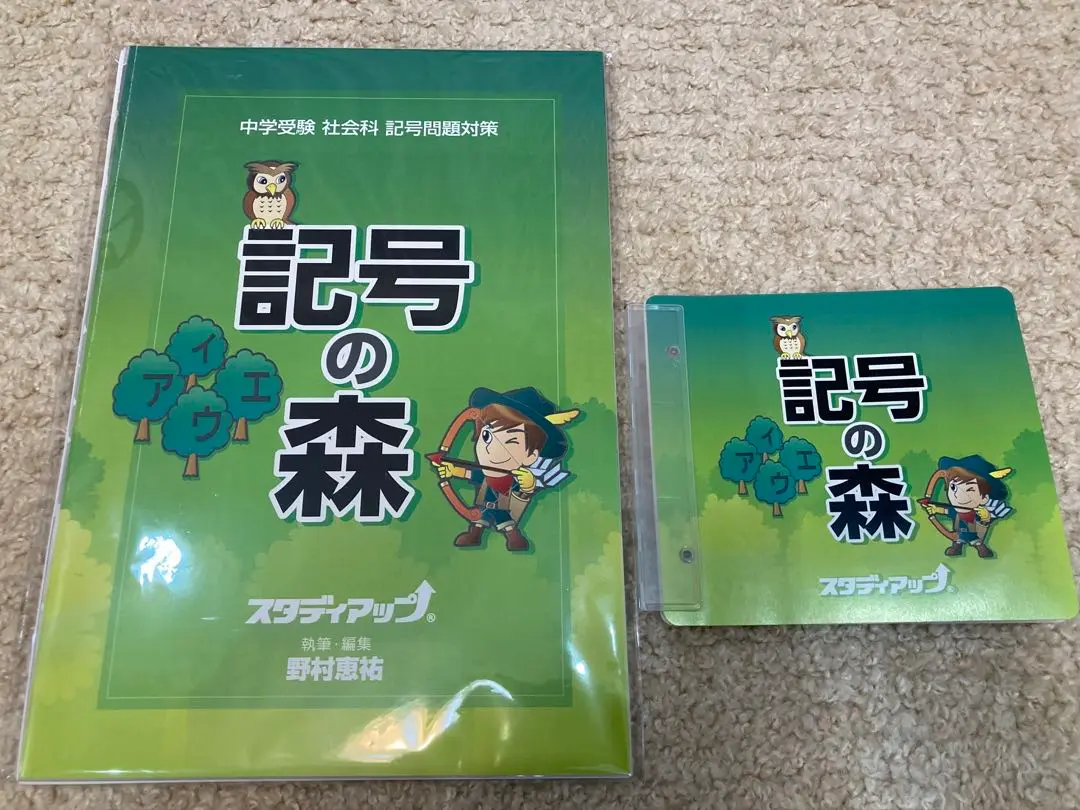 中学受験 社会科 記号問題対策
記号
の
森
イ
ア エ
ウ
スタディアップ®
執筆・編集
野村恵祐
記号
の
森
イ
ア エ
ウ
スタディアップ®